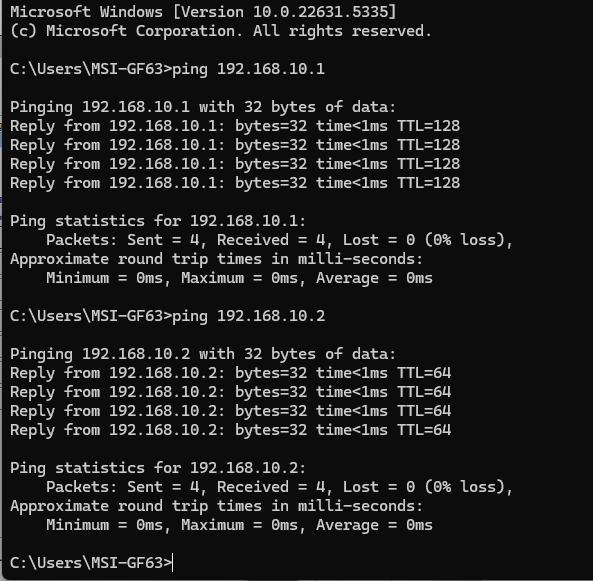 Microsoft Windows [Version 10.0.22631.5335]
(c) Microsoft Corporation. All rights reserved.
C:\Users\MSI-GF63>ping 192.168.10.1
Pinging 192.168.10.1 with 32 bytes of data:
Reply from 192.168.10.1: bytes=32 time<1ms TTL=128
Reply from 192.168.10.1: bytes=32 time<1ms TTL=128
Reply from 192.168.10.1: bytes=32 time<1ms TTL=128
Reply from 192.168.10.1: bytes=32 time<1ms TTL=128
Ping statistics for 192.168.10.1:
    Packets: Sent = 4, Received = 4, Lost = 0 (0% loss),
Approximate round trip times in milli-seconds:
    Minimum = 0ms, Maximum = 0ms, Average = 0ms
C:\Users\MSI-GF63>ping 192.168.10.2
Pinging 192.168.10.2 with 32 bytes of data:
Reply from 192.168.10.2: bytes=32 time<1ms TTL=64
Reply from 192.168.10.2: bytes=32 time<1ms TTL=64
Reply from 192.168.10.2: bytes=32 time<1ms TTL=64
Reply from 192.168.10.2: bytes=32 time<1ms TTL=64
Ping statistics for 192.168.10.2:
    Packets: Sent = 4, Received = 4, Lost = 0 (0% loss),
Approximate round trip times in milli-seconds:
    Minimum = 0ms, Maximum = 0ms, Average = 0ms
C:\Users\MSI-GF63>